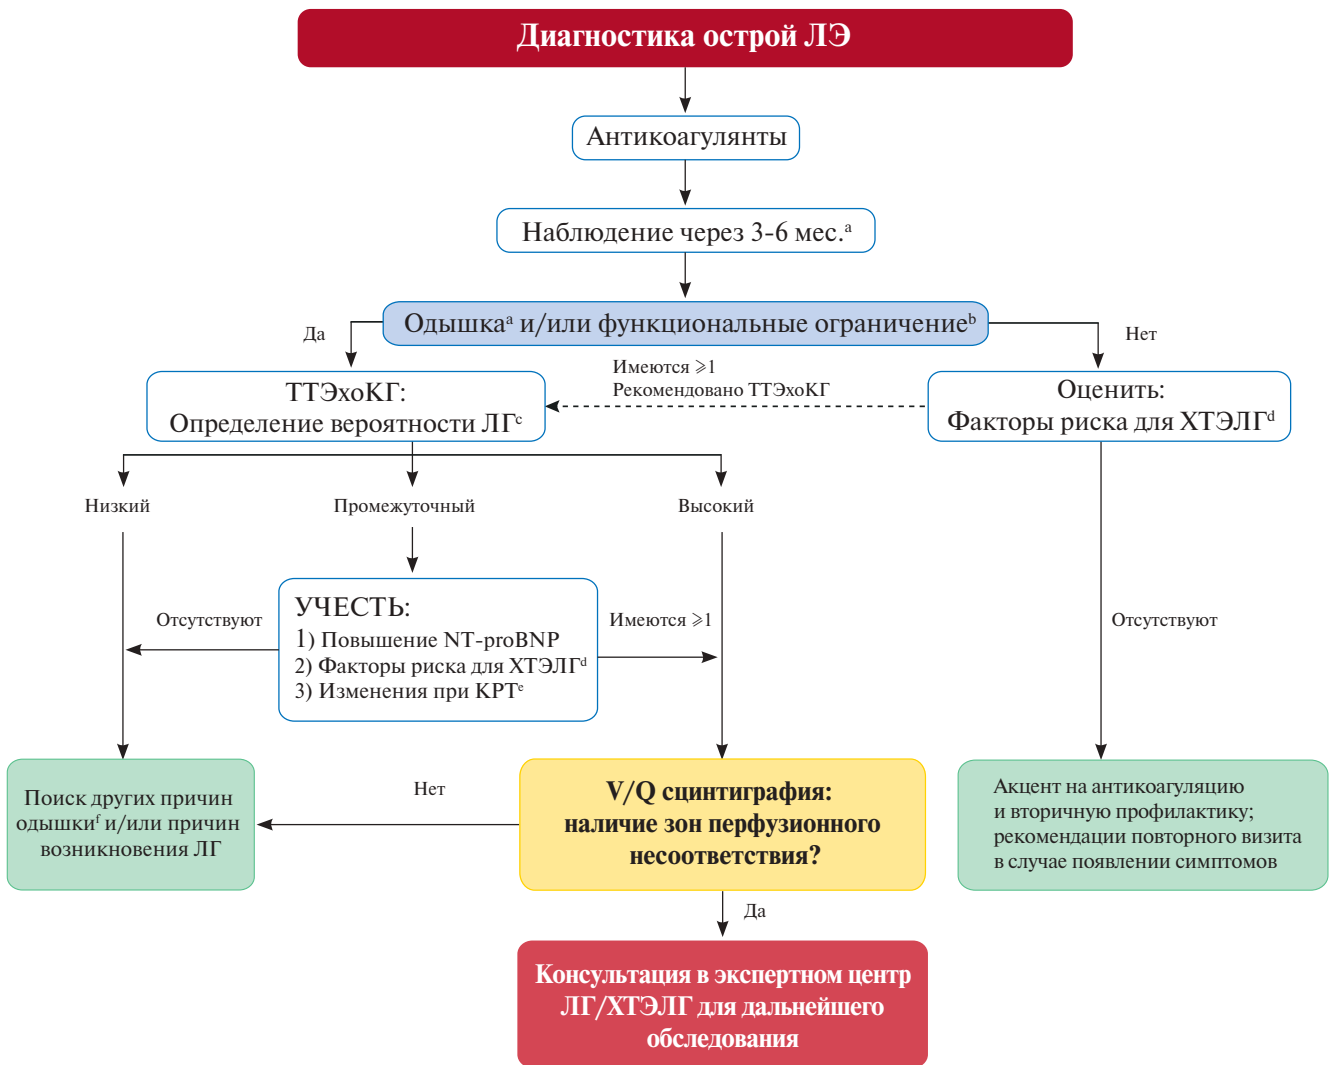 Диагностика острой ЛЭ
Антикоагулянты
Наблюдение через 3-6 мес.ᵃ
Да
Одышкаᵃ и/или функциональные ограничениеᵇ
Нет
Имеются ⩾1
Рекомендовано ТТЭхоКГ
ТТЭхоКГ:
Определение вероятности ЛГᶜ
Оценить:
Факторы риска для ХТЭЛГᵈ
Низкий
Промежуточный
Высокий
Отсутствуют
УЧЕСТЬ:
1) Повышение NT-proBNP
2) Факторы риска для ХТЭЛГᵈ
3) Изменения при КРТᵉ
Имеются ⩾1
Отсутствуют
Поиск других причин
одышкиᶠ и/или причин
возникновения ЛГ
Нет
V/Q сцинтиграфия:
наличие зон перфузионного
несоответствия?
Акцент на антикоагуляцию
и вторичную профилактику;
рекомендации повторного визита
в случае появлении симптомов
Да
Консультация в экспертном центр
ЛГ/ХТЭЛГ для дальнейшего
обследования